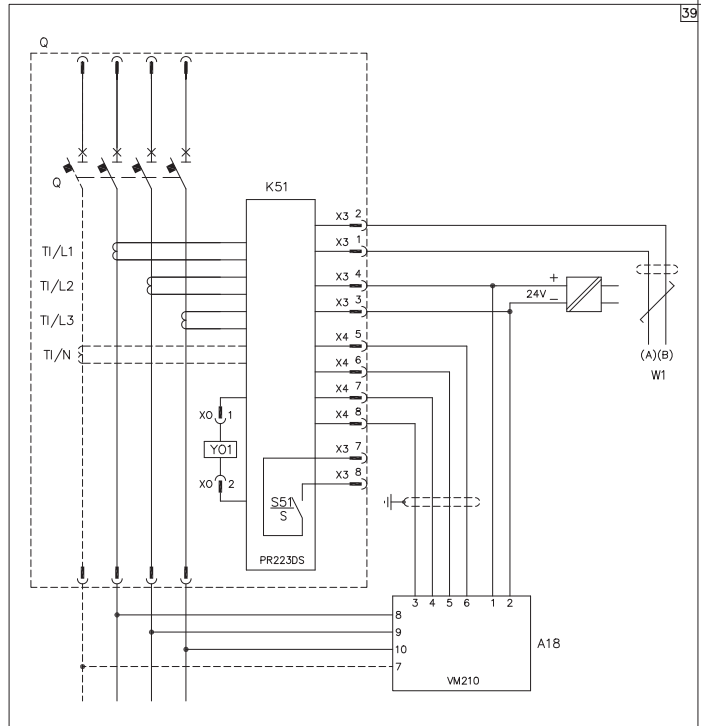 39
Q
Q
K51
X3 2
X3 1
TI/L1
X3 4
+
TI/L2
24V
–
X3 3
TI/L3
X4 5
(A)(B)
TI/N
X4 6
W1
X4 7
X0 1
X4 8
Y01
X3 7
X0 2
X3 8
S51
S
PR223DS
3 4 5 6 1 2
8
9
10
7
A18
VM210